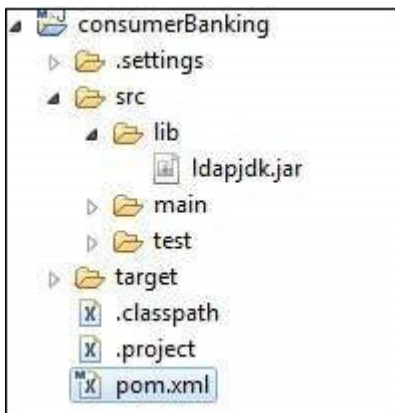 consumerBanking
.settings
src
lib
ldapjdk.jar
main
test
target
.classpath
.project
pom.xml